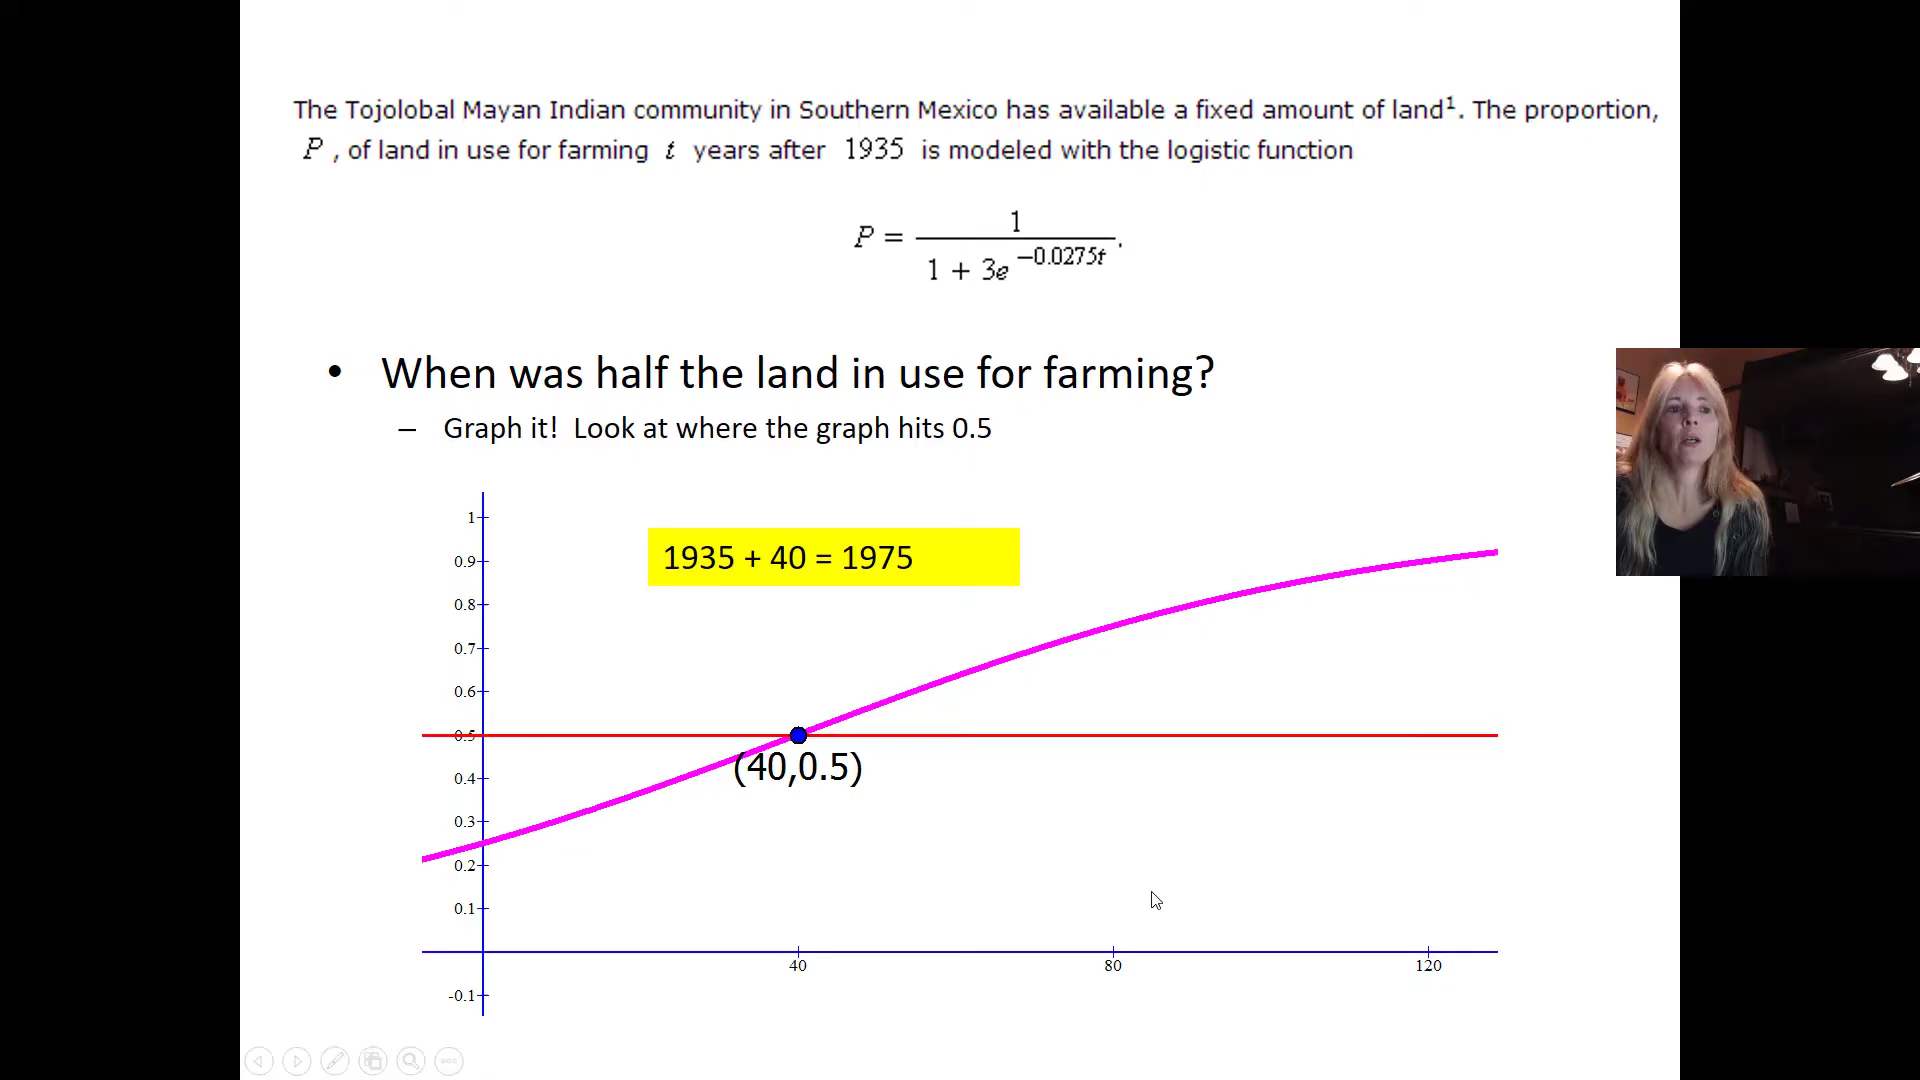 The Tojolobal Mayan Indian community in Southern Mexico has available a fixed amount of land¹. The proportion,
P , of land in use for farming t years after 1935 is modeled with the logistic function
P = 1 / (1 + 3e^−0.0275t).
• When was half the land in use for farming?
– Graph it! Look at where the graph hits 0.5
1
1935 + 40 = 1975
0.9
0.8
0.7
0.6
0.5
(40,0.5)
0.4
0.3
0.2
0.1
40 80 120
-0.1